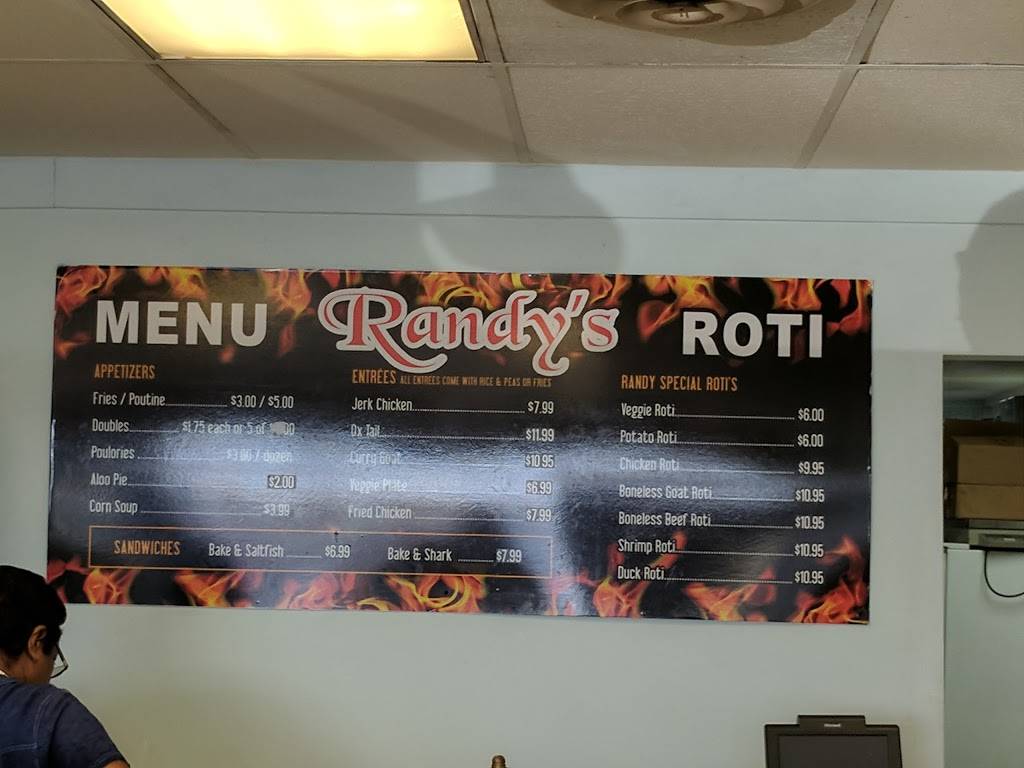 MENU
Randy's
ROTI
APPETIZERS
Fries / Poutine $3.00 / $5.00
Doubles $1.75 each or 5 of
Poulories $3.00 / dozen
Aloo Pie $2.00
Corn Soup $3.99
ENTRÉES ALL ENTREES COME WITH RICE & PEAS OR FRIES
Jerk Chicken $7.99
Ox Tail $11.99
Curry Goat $10.95
Veggie Plate $6.99
Fried Chicken $7.99
SANDWICHES Bake & Saltfish $6.99 Bake & Shark $7.99
RANDY SPECIAL ROTI'S
Veggie Roti $6.00
Potato Roti $6.00
Chicken Roti $9.95
Boneless Goat Roti $10.95
Boneless Beef Roti $10.95
Shrimp Roti $10.95
Duck Roti $10.95